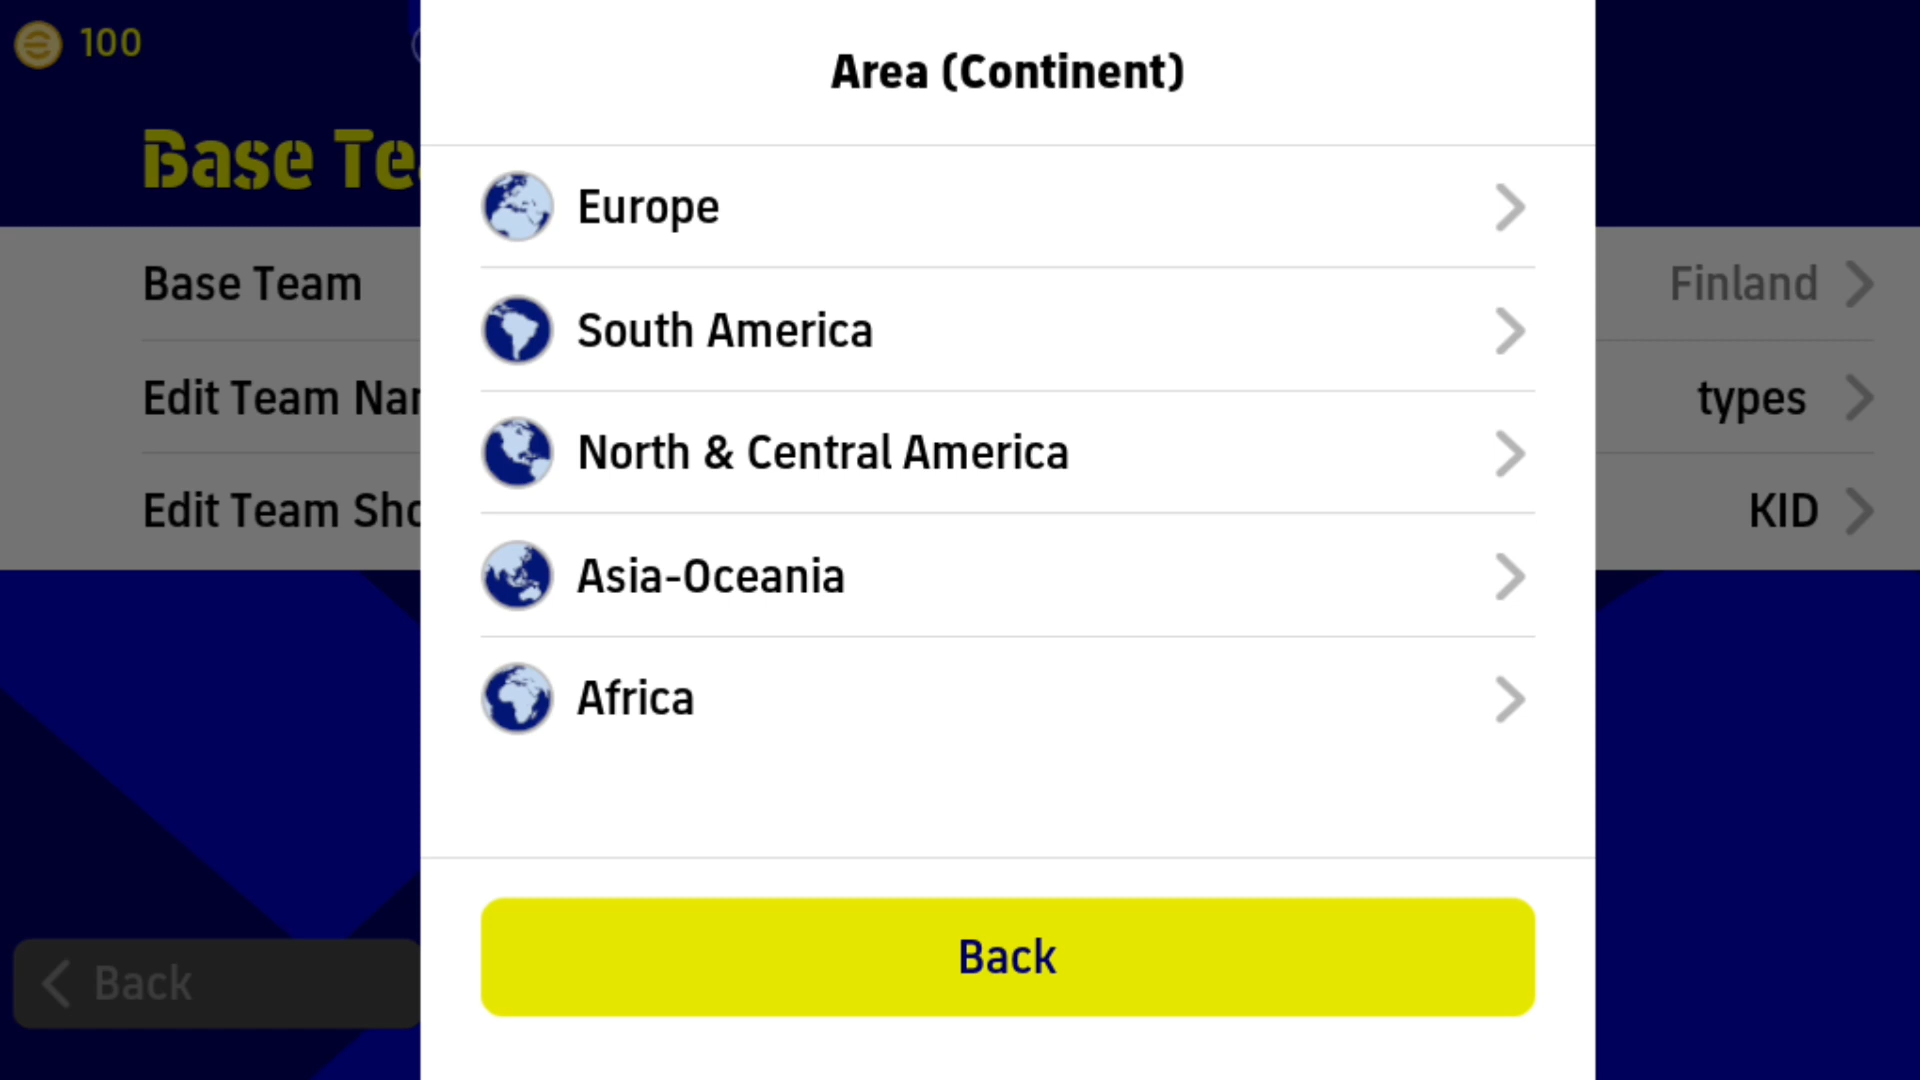 100
Area (Continent)
Base Te
Europe
Base Team
Finland
South America
Edit Team Nar
types
North & Central America
Edit Team Sho
KID
Asia-Oceania
Africa
Back
Back